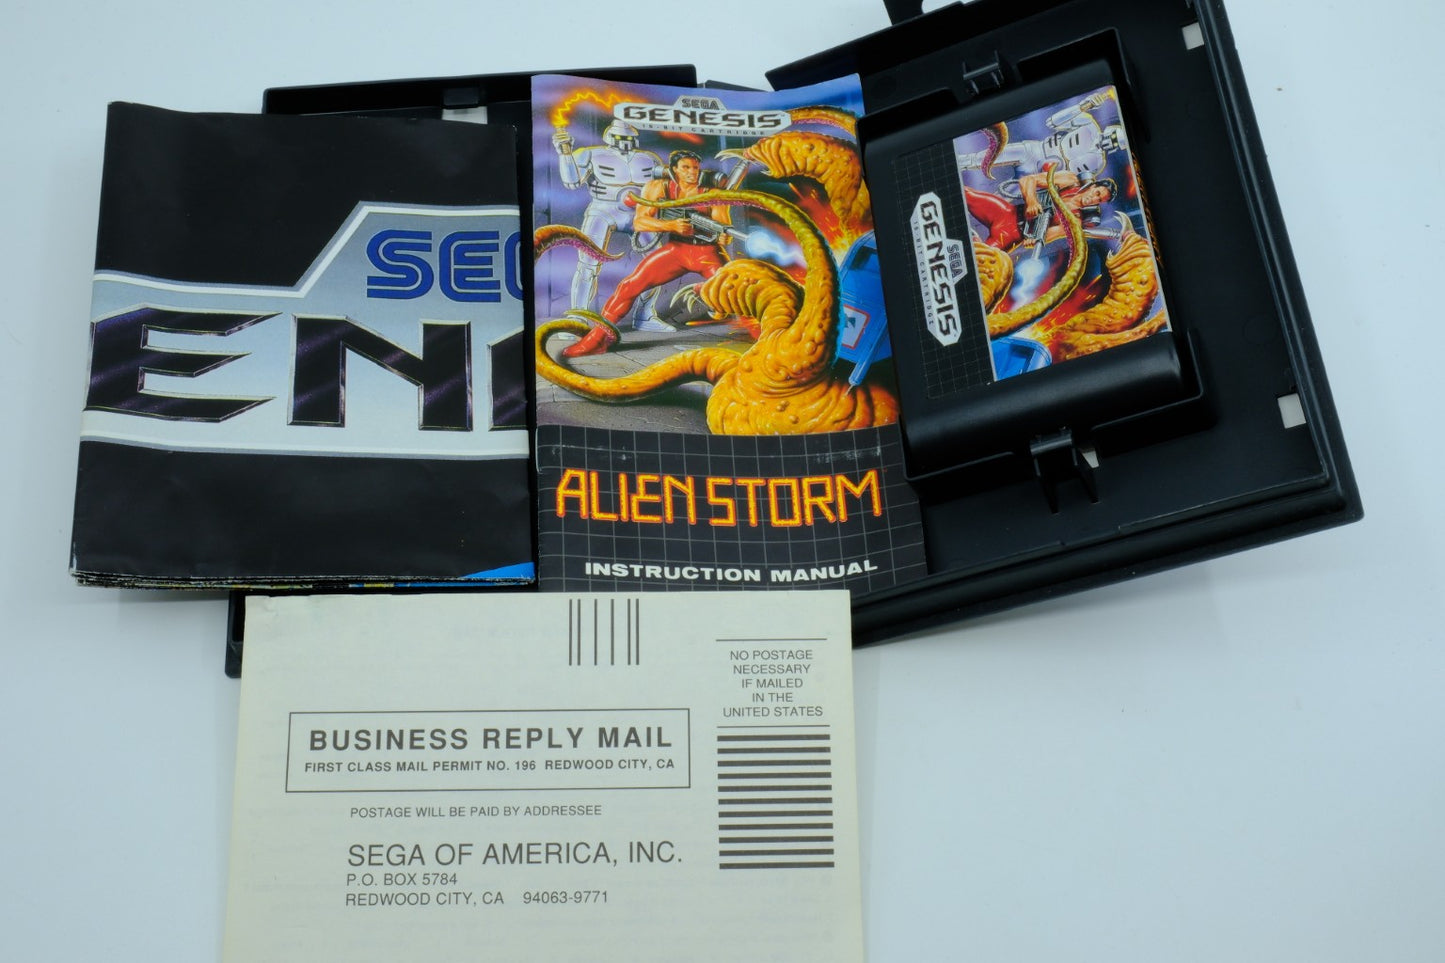 SEG
ENE
SEGA
GENESIS
16-BIT CARTRIDGE
ALIEN STORM
INSTRUCTION MANUAL
SEGA
GENESIS
16-BIT CARTRIDGE
NO POSTAGE
NECESSARY
IF MAILED
IN THE
UNITED STATES
BUSINESS REPLY MAIL
FIRST CLASS MAIL PERMIT NO. 196 REDWOOD CITY, CA
POSTAGE WILL BE PAID BY ADDRESSEE
SEGA OF AMERICA, INC.
P.O. BOX 5784
REDWOOD CITY, CA 94063-9771